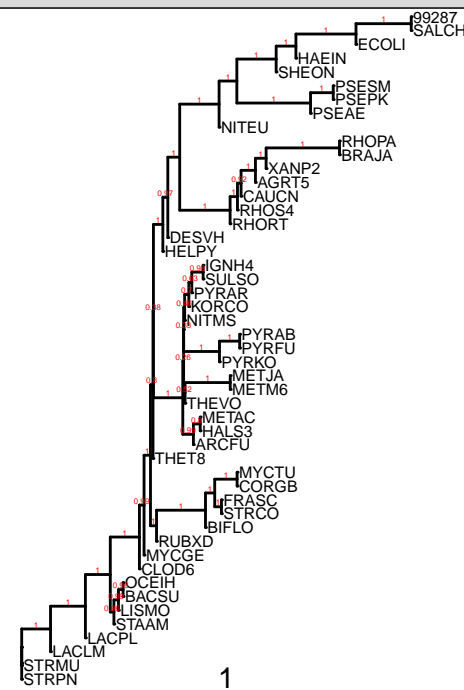 99287
SALCH
ECOLI
HAEIN
SHEON
PSESM
PSEPK
PSEAE
NITEU
RHOPA
BRAJA
XANP2
AGRT5
CAUCN
RHOS4
RHORT
DESVH
HELPY
IGNH4
SULSO
PYRAR
KORCO
NITMS
PYRAB
PYRFU
PYRKO
METJA
METM6
THEVO
METAC
HALS3
ARCFU
THET8
MYCTU
CORGB
FRASC
STRCO
BIFLO
RUBXD
MYCGE
CLOD6
OCEIH
BACSU
LISMO
STAAM
LACPL
LACLM
STRMU
STRPN
1